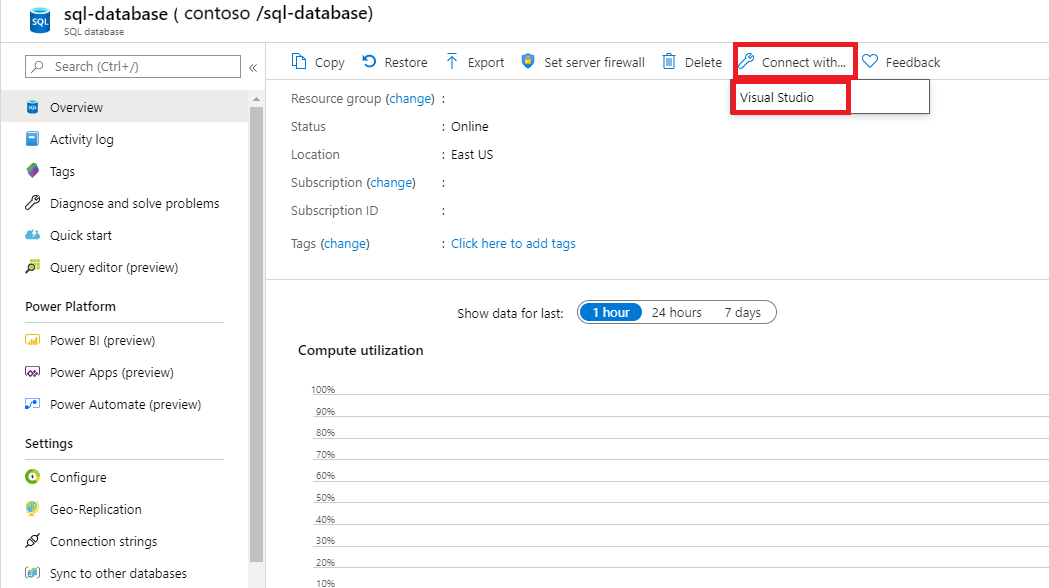 sql-database ( contoso /sql-database)
SQL
SQL database
Search (Ctrl+/)
«
Copy
Restore
Export
Set server firewall
Delete
Connect with...
Feedback
Visual Studio
SQL
Overview
Activity log
Tags
Diagnose and solve problems
Quick start
Query editor (preview)
Power Platform
Power BI (preview)
Power Apps (preview)
Power Automate (preview)
Settings
Configure
Geo-Replication
Connection strings
Sync to other databases
Resource group (change) :
Status : Online
Location : East US
Subscription (change) :
Subscription ID :
Tags (change) : Click here to add tags
Show data for last: 1 hour 24 hours 7 days
Compute utilization
100%
90%
80%
70%
60%
50%
40%
30%
20%
10%